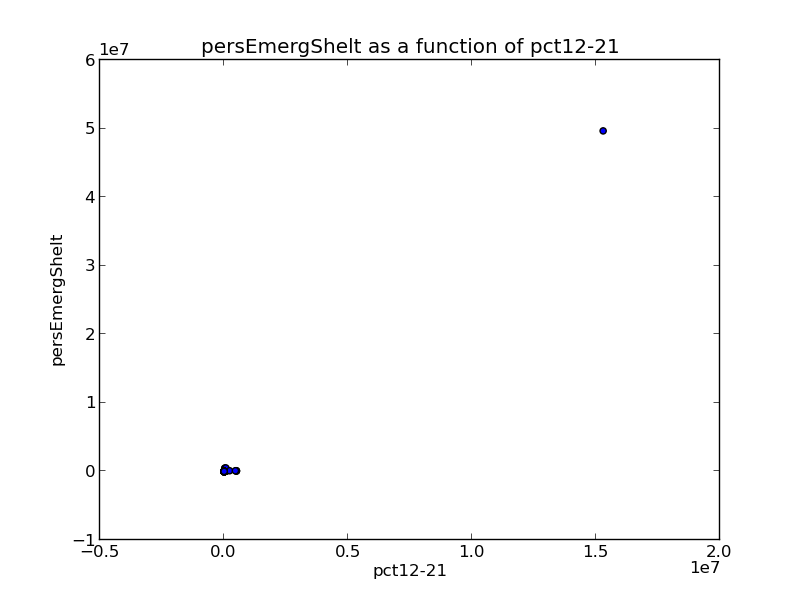 persEmergShelt as a function of pct12-21
1e7
6
5
4
3
2
1
0
−1
persEmergShelt
−0.5
0.0
0.5
1.0
1.5
2.0
1e7
pct12-21